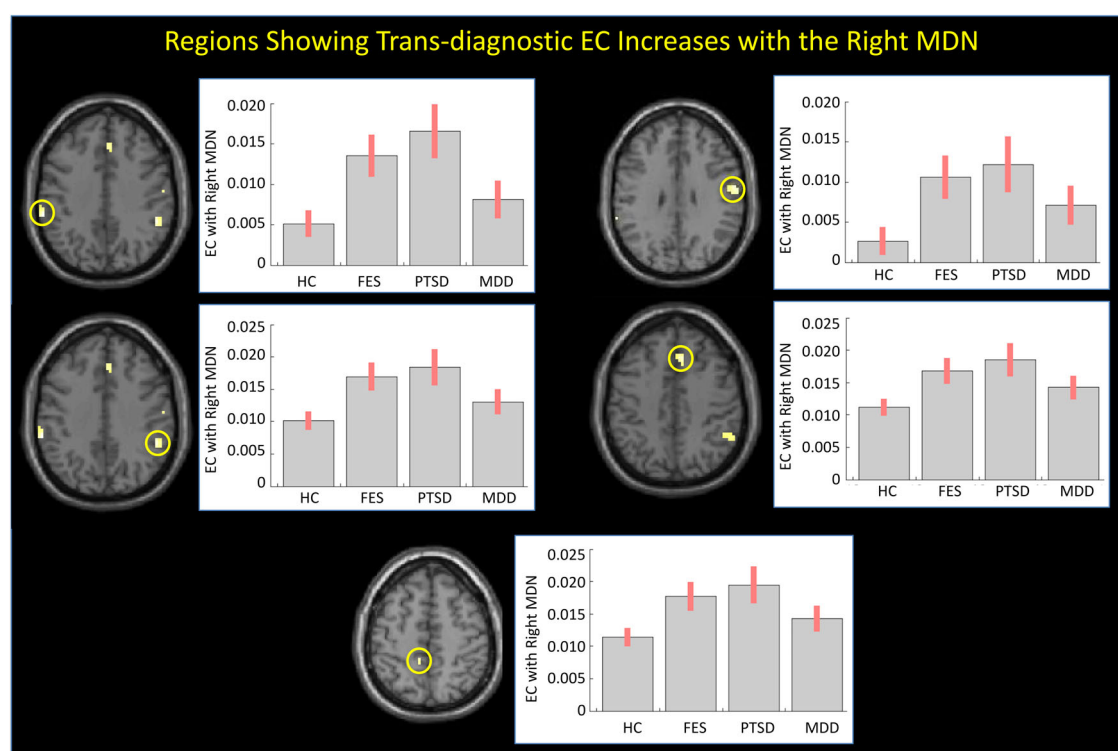 Regions Showing Trans-diagnostic EC Increases with the Right MDN
EC with Right MDN
0.020
0.015
0.010
0.005
0
HC FES PTSD MDD
EC with Right MDN
0.020
0.015
0.010
0.005
0
HC FES PTSD MDD
EC with Right MDN
0.025
0.020
0.015
0.010
0.005
0
HC FES PTSD MDD
EC with Right MDN
0.025
0.020
0.015
0.010
0.005
0
HC FES PTSD MDD
EC with Right MDN
0.025
0.020
0.015
0.010
0.005
0
HC FES PTSD MDD